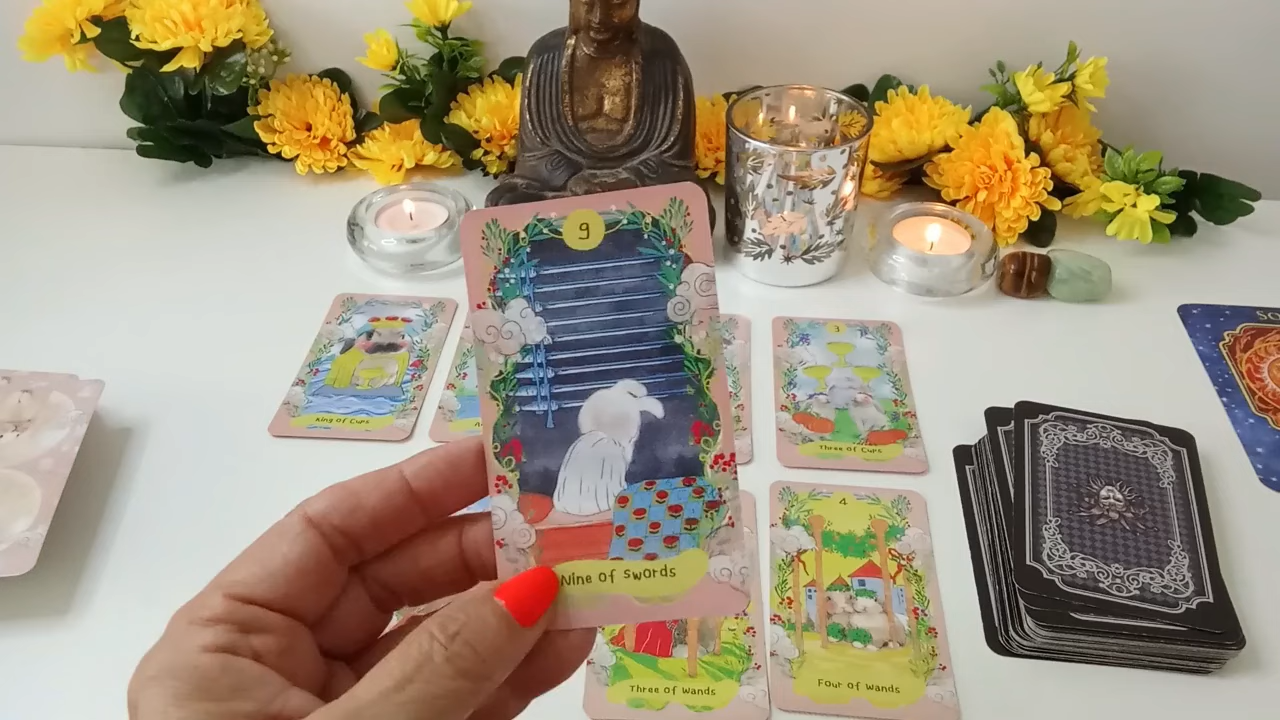 9
Nine of swords
King of Cups
3
Three of Cups
Three of wands
4
Four of wands